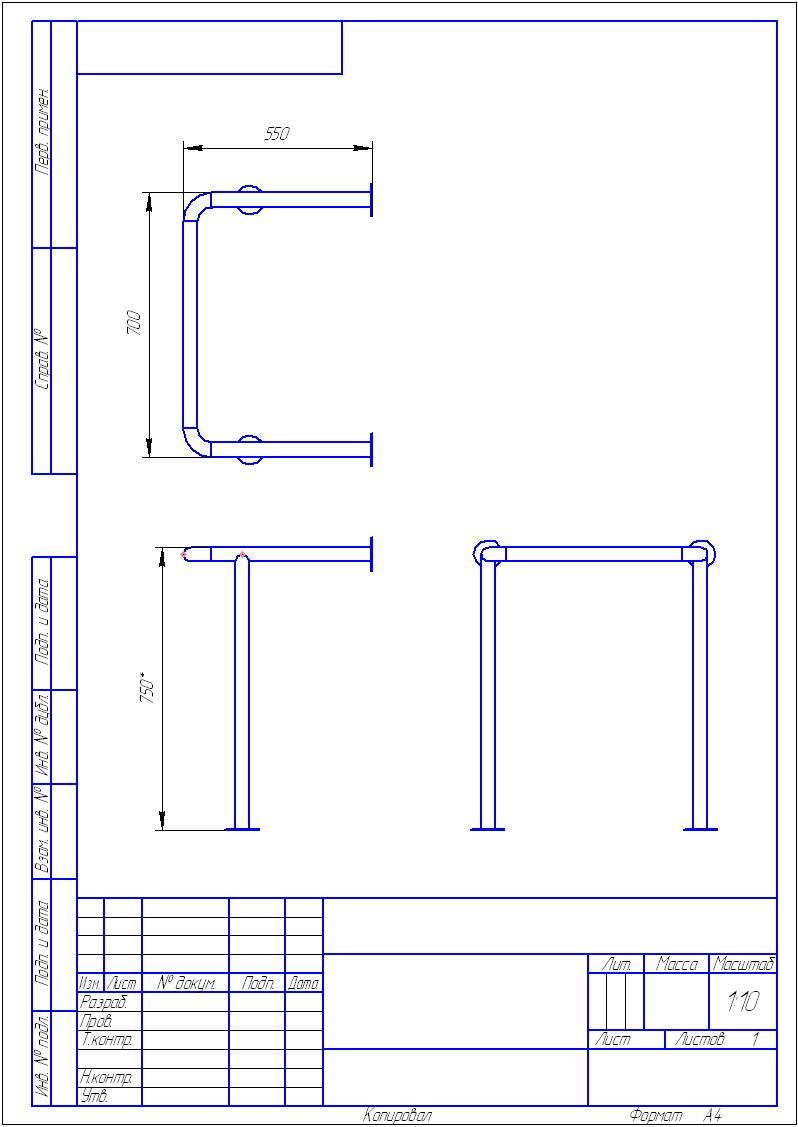 Перв. примен.
Справ. №
Подп. и дата
Инв. № дубл.
Взам. инв. №
Подп. и дата
Инв. № подл.
550
700
750*
Изм. Лист № докум. Подп. Дата
Разраб.
Пров.
Т.контр.
Н.контр.
Утв.
Лит. Масса Масштаб
1:10
Лист Листов 1
Копировал Формат А4